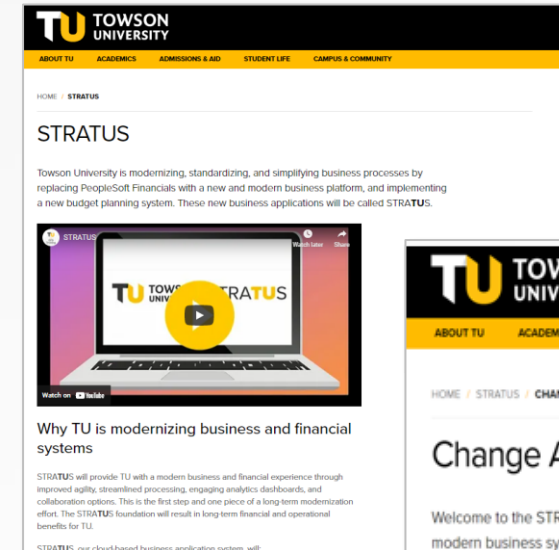 TU TOWSON
UNIVERSITY
ABOUT TU ACADEMICS ADMISSIONS & AID STUDENT LIFE CAMPUS & COMMUNITY
HOME / STRATUS
STRATUS
Towson University is modernizing, standardizing, and simplifying business processes by
replacing PeopleSoft Financials with a new and modern business platform, and implementing
a new budget planning system. These new business applications will be called STRATUS.
STRATUS
Watch later Share
TU
RATUS
Watch on YouTube
Why TU is modernizing business and financial
systems
STRATUS will provide TU with a modern business and financial experience through
improved agility, streamlined processing, engaging analytics dashboards, and
collaboration options. This is the first step and one piece of a long-term modernization
effort. The STRATUS foundation will result in long-term financial and operational
benefits for TU.
STRATUS, our cloud-based business application system, will:
TU TOW
UNIV
ABOUT TU ACADEM
HOME / STRATUS / CHAN
Change A
Welcome to the STR
modern business sy